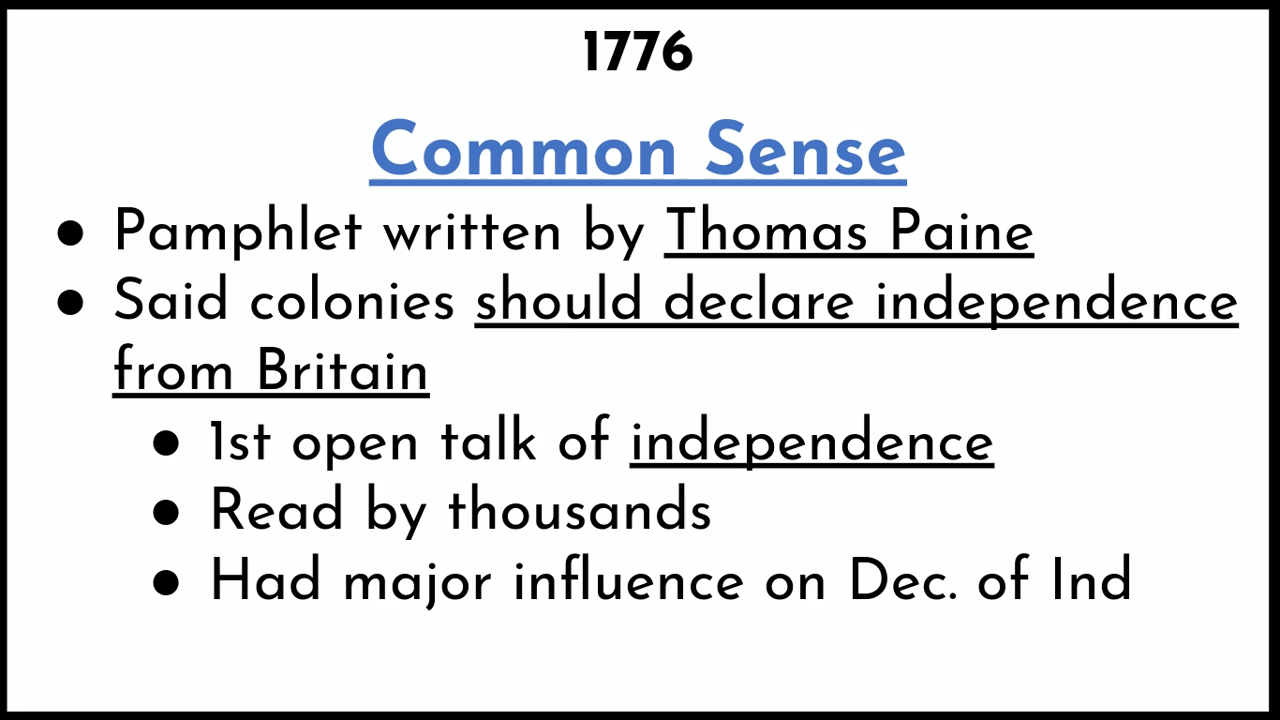 1776
Common Sense
● Pamphlet written by Thomas Paine
● Said colonies should declare independence
from Britain
● 1st open talk of independence
● Read by thousands
● Had major influence on Dec. of Ind